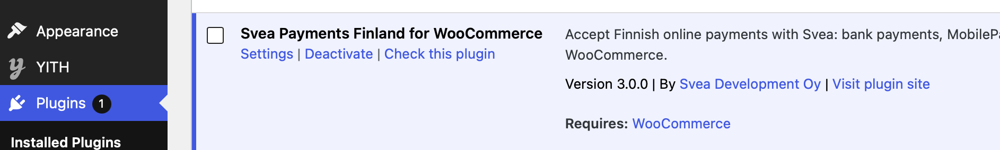 Appearance
YITH
Plugins 1
Installed Plugins
Svea Payments Finland for WooCommerce
Settings | Deactivate | Check this plugin
Accept Finnish online payments with Svea: bank payments,
WooCommerce.
Version 3.0.0 | By Svea Development Oy | Visit plugin site
Requires: WooCommerce